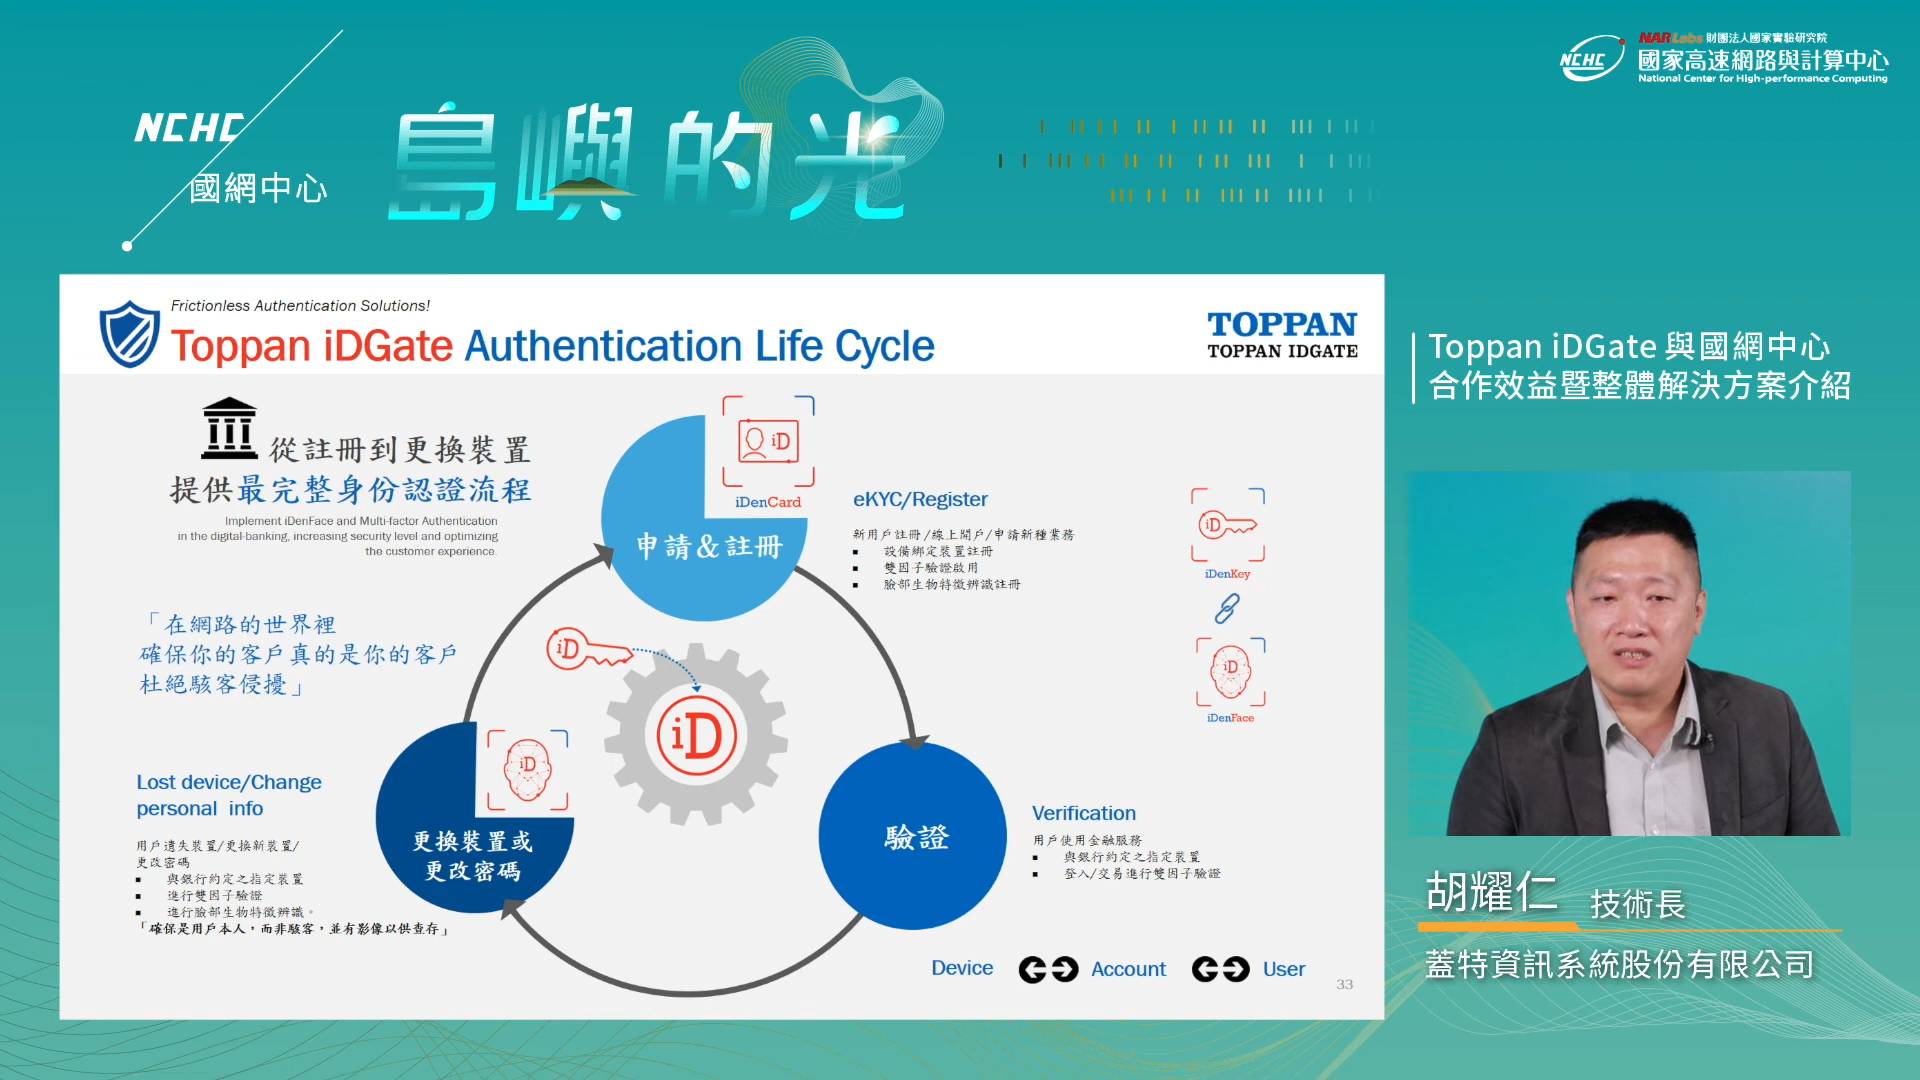 NCHC
國網中心
島嶼的光
NCHC
NARLabs 財團法人國家實驗研究院
國家高速網路與計算中心
National Center for High-performance Computing
Frictionless Authentication Solutions!
Toppan iDGate Authentication Life Cycle
TOPPAN
TOPPAN IDGATE
從註冊到更換裝置
提供最完整身份認證流程
Implement iDenFace and Multi-factor Authentication
in the digital-banking, increasing security level and optimizing
the customer experience.
「在網路的世界裡
確保你的客戶真的是你的客戶
杜絕駭客侵擾」
iD
iDenCard
申請&註冊
eKYC/Register
新用戶註冊/線上開戶/申請新種業務
▪ 設備綁定裝置註冊
▪ 雙因子驗證啟用
▪ 臉部生物特徵辨識註冊
iD
iDenKey
iD
iDenFace
iD
iD
iD
更換裝置或
更改密碼
Lost device/Change
personal info
用戶遺失裝置/更換新裝置/
更改密碼
▪ 與銀行約定之指定裝置
▪ 進行雙因子驗證
▪ 進行臉部生物特徵辨識。
「確保是用戶本人，而非駭客，並有影像以供查存」
驗證
Verification
用戶使用金融服務
▪ 與銀行約定之指定裝置
▪ 登入/交易進行雙因子驗證
Device Account User
33
Toppan iDGate 與國網中心
合作效益暨整體解決方案介紹
胡耀仁 技術長
蓋特資訊系統股份有限公司